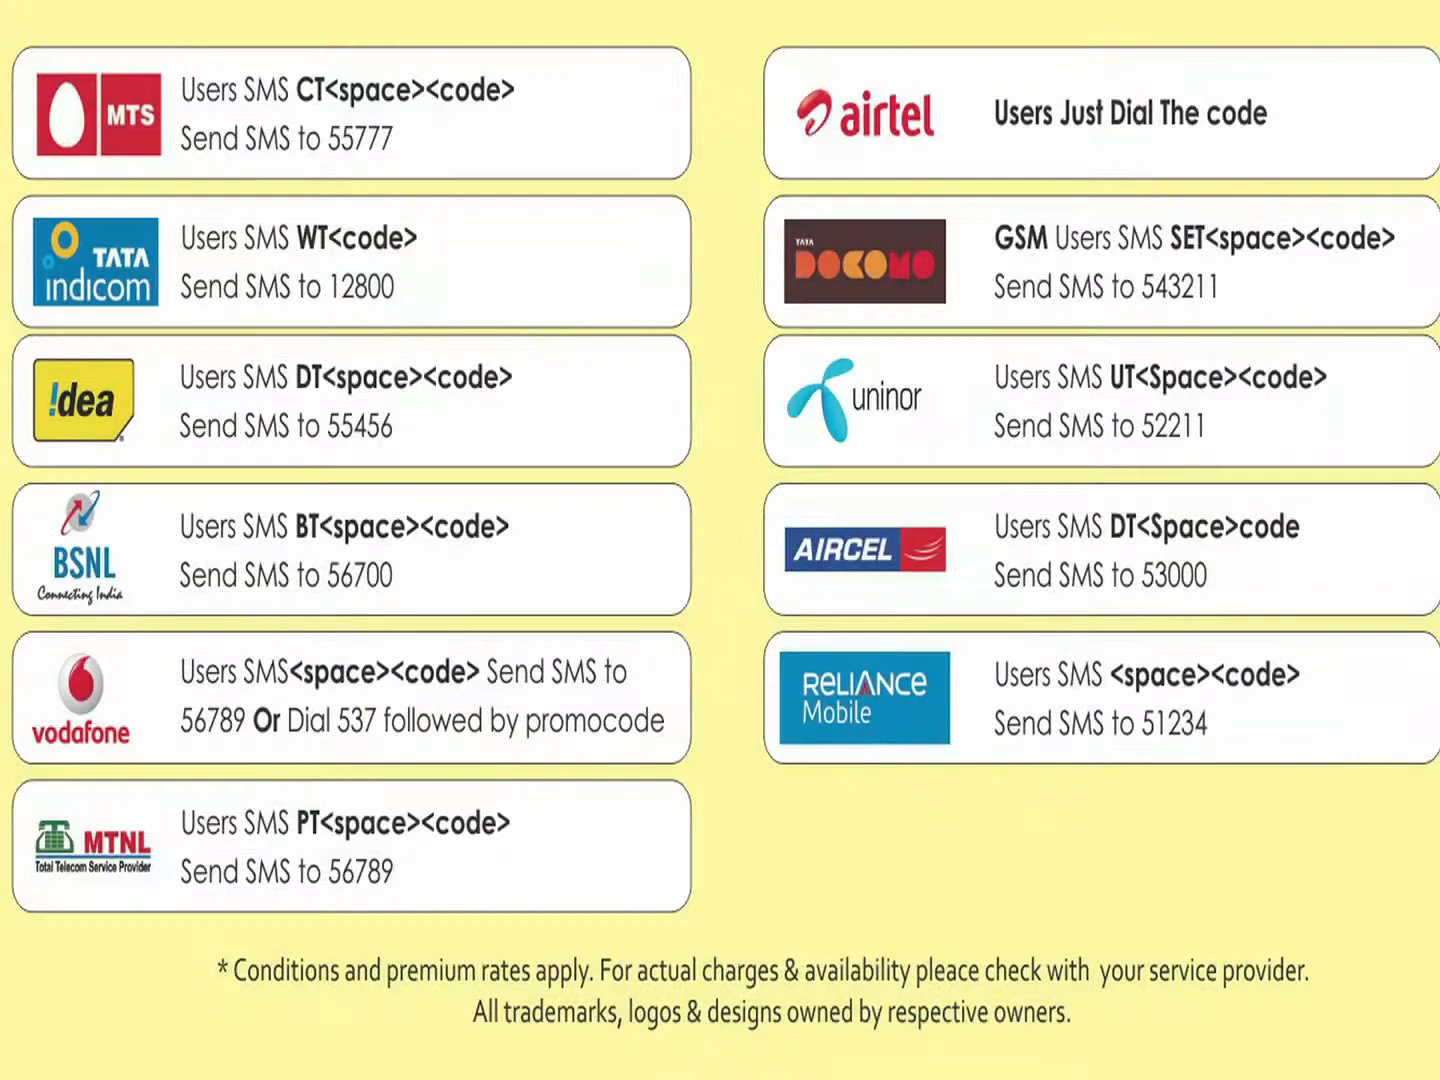 MTS
Users SMS CT<space><code>
Send SMS to 55777
airtel
Users Just Dial The code
TATA
indicom
Users SMS WT<code>
Send SMS to 12800
TATA
DOCOMO
GSM Users SMS SET<space><code>
Send SMS to 543211
!dea
Users SMS DT<space><code>
Send SMS to 55456
uninor
Users SMS UT<Space><code>
Send SMS to 52211
BSNL
Connecting India
Users SMS BT<space><code>
Send SMS to 56700
AIRCEL
Users SMS DT<Space>code
Send SMS to 53000
vodafone
Users SMS<space><code> Send SMS to
56789 Or Dial 537 followed by promocode
RELIANCE
Mobile
Users SMS <space><code>
Send SMS to 51234
MTNL
Total Telecom Service Provider
Users SMS PT<space><code>
Send SMS to 56789
* Conditions and premium rates apply. For actual charges & availability pleace check with your service provider.
All trademarks, logos & designs owned by respective owners.